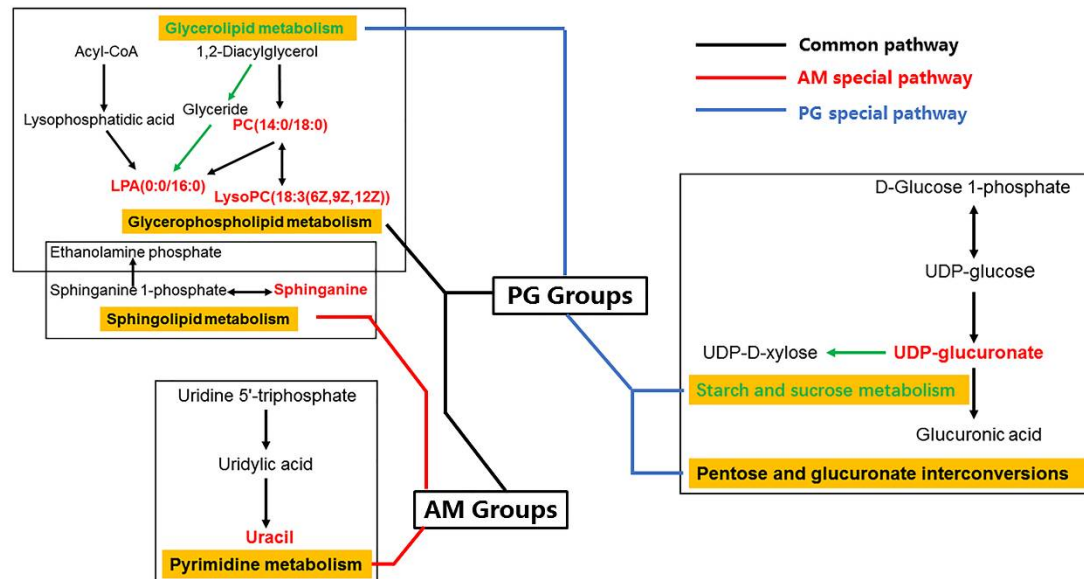 Glycerolipid metabolism
Acyl-CoA
1,2-Diacylglycerol
Glyceride
Lysophosphatidic acid
PC(14:0/18:0)
LPA(0:0/16:0)
LysoPC(18:3(6Z,9Z,12Z))
Glycerophospholipid metabolism
Ethanolamine phosphate
Sphinganine 1-phosphate
Sphinganine
Sphingolipid metabolism
Uridine 5'-triphosphate
Uridylic acid
Uracil
Pyrimidine metabolism
PG Groups
AM Groups
Common pathway
AM special pathway
PG special pathway
D-Glucose 1-phosphate
UDP-glucose
UDP-D-xylose
UDP-glucuronate
Starch and sucrose metabolism
Glucuronic acid
Pentose and glucuronate interconversions